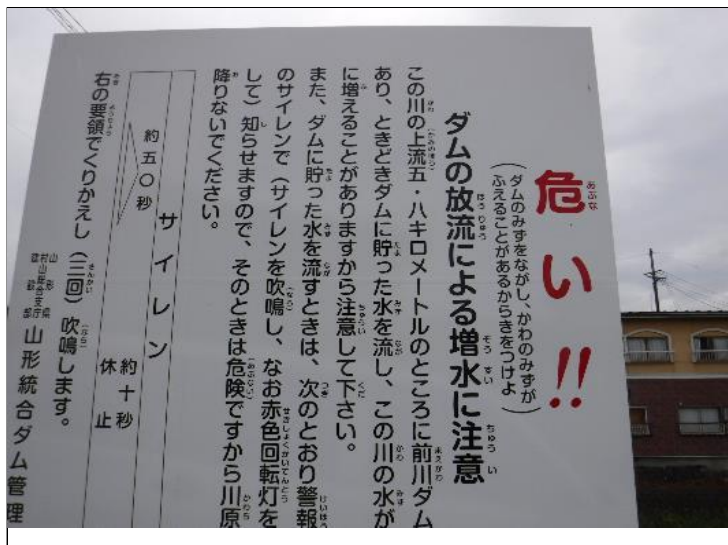 危い!!
(ダムのみずをながし、かわのみずが
ふえることがあるからきをつけよ)
ダムの放流による増水に注意
この川の上流五・八キロメートルのところに前川ダム
あり、ときどきダムに貯った水を流し、この川の水が
に増えることがありますから注意して下さい。
また、ダムに貯った水を流すときは、次のとおり警報
のサイレンで(サイレンを吹鳴し、なお赤色回転灯を
して)知らせますので、そのときは危険ですから川原
降りないでください。
サイレン
約五〇秒
約十秒
休止
右の要領でくりかえし(三回)吹鳴します。
山形県
村山総合支庁
建設部
山形統合ダム管理